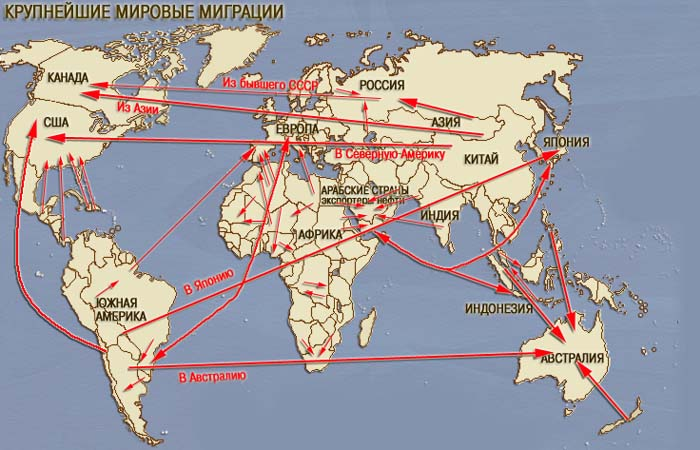 КРУПНЕЙШИЕ МИРОВЫЕ МИГРАЦИИ
КАНАДА
Из бывшего СССР
РОССИЯ
Из Азии
США
ЕВРОПА
АЗИЯ
ЯПОНИЯ
В Северную Америку
КИТАЙ
АРАБСКИЕ СТРАНЫ
экспортеры нефти
ИНДИЯ
АФРИКА
В Японию
ЮЖНАЯ
АМЕРИКА
ИНДОНЕЗИЯ
АВСТРАЛИЯ
В Австралию